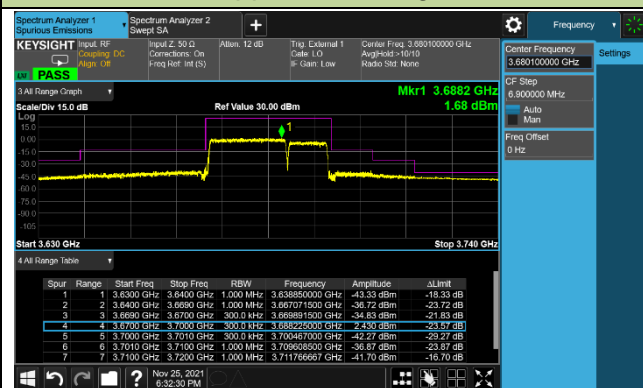 Spectrum Analyzer 1
Spurious Emissions
Spectrum Analyzer 2
Swept SA
Frequency
KEYSIGHT
Input: RF
Coupling: DC
Align: Off
Input Z: 50 Ω
Corrections: On
Freq Ref: Int (S)
Atten: 12 dB
Trig: External 1
Gate: LO
IF Gain: Low
Center Freq: 3.680100000 GHz
Avg|Hold:>10/10
Radio Std: None
LXI
PASS
3 All Range Graph
Scale/Div 15.0 dB
Ref Value 30.00 dBm
Mkr1 3.6882 GHz
1.68 dBm
Log
15.0
0.00
-15.0
-30.0
-45.0
-60.0
-75.0
-90.0
-105
1
Start 3.630 GHz
Stop 3.740 GHz
4 All Range Table
Spur Range Start Freq Stop Freq RBW Frequency Amplitude ΔLimit
1 1 3.6300 GHz 3.6400 GHz 1.000 MHz 3.638850000 GHz -43.33 dBm -18.33 dB
2 2 3.6400 GHz 3.6690 GHz 1.000 MHz 3.667071500 GHz -36.72 dBm -23.72 dB
3 3 3.6690 GHz 3.6700 GHz 300.0 kHz 3.669891500 GHz -34.83 dBm -21.83 dB
4 4 3.6700 GHz 3.7000 GHz 300.0 kHz 3.688225000 GHz 2.430 dBm -23.57 dB
5 5 3.7000 GHz 3.7010 GHz 300.0 kHz 3.700467000 GHz -42.27 dBm -29.27 dB
6 6 3.7010 GHz 3.7100 GHz 1.000 MHz 3.709608500 GHz -36.87 dBm -23.87 dB
7 7 3.7100 GHz 3.7200 GHz 1.000 MHz 3.711766667 GHz -41.70 dBm -16.70 dB
Nov 25, 2021
6:32:30 PM
Center Frequency
3.680100000 GHz
Settings
CF Step
6.900000 MHz
Auto
Man
Freq Offset
0 Hz